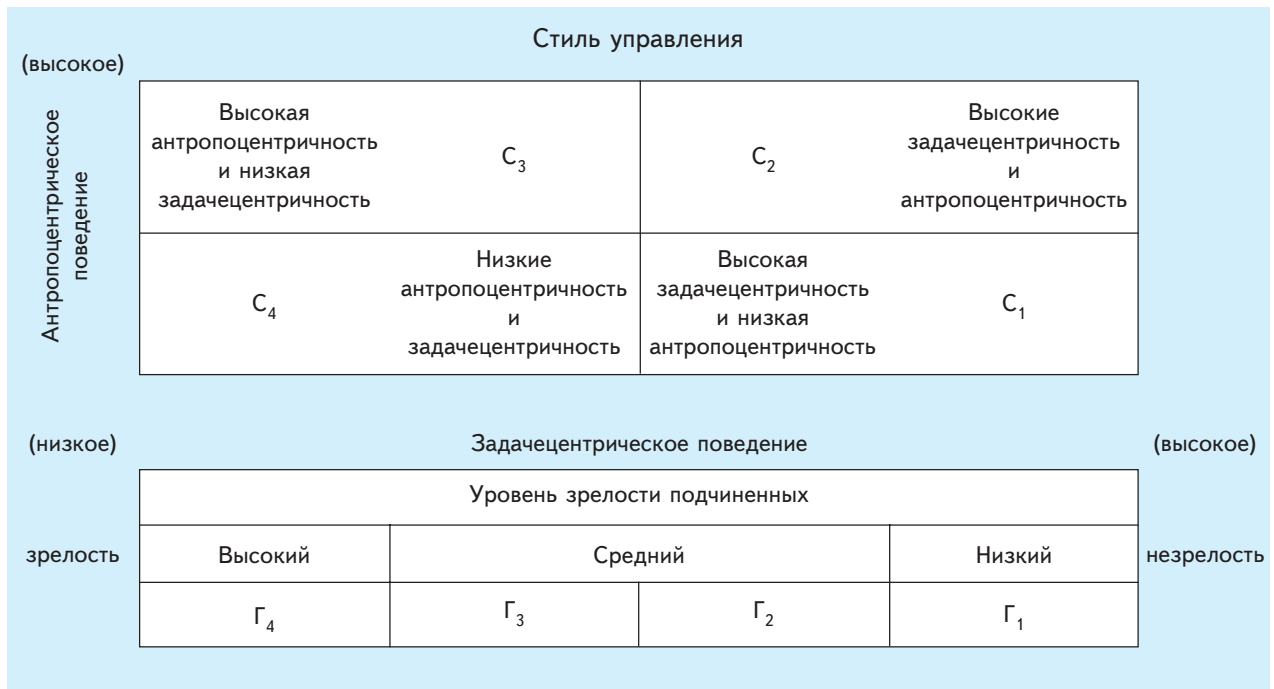 Стиль управления
(высокое)
Антропоцентрическое
поведение
Высокая
антропоцентричность
и низкая
задачецентричность
С₃
С₂
Высокие
задачецентричность
и
антропоцентричность
С₄
Низкие
антропоцентричность
и
задачецентричность
Высокая
задачецентричность
и низкая
антропоцентричность
С₁
(низкое)
Задачецентрическое поведение
(высокое)
Уровень зрелости подчиненных
зрелость
Высокий
Средний
Низкий
незрелость
Г₄
Г₃
Г₂
Г₁